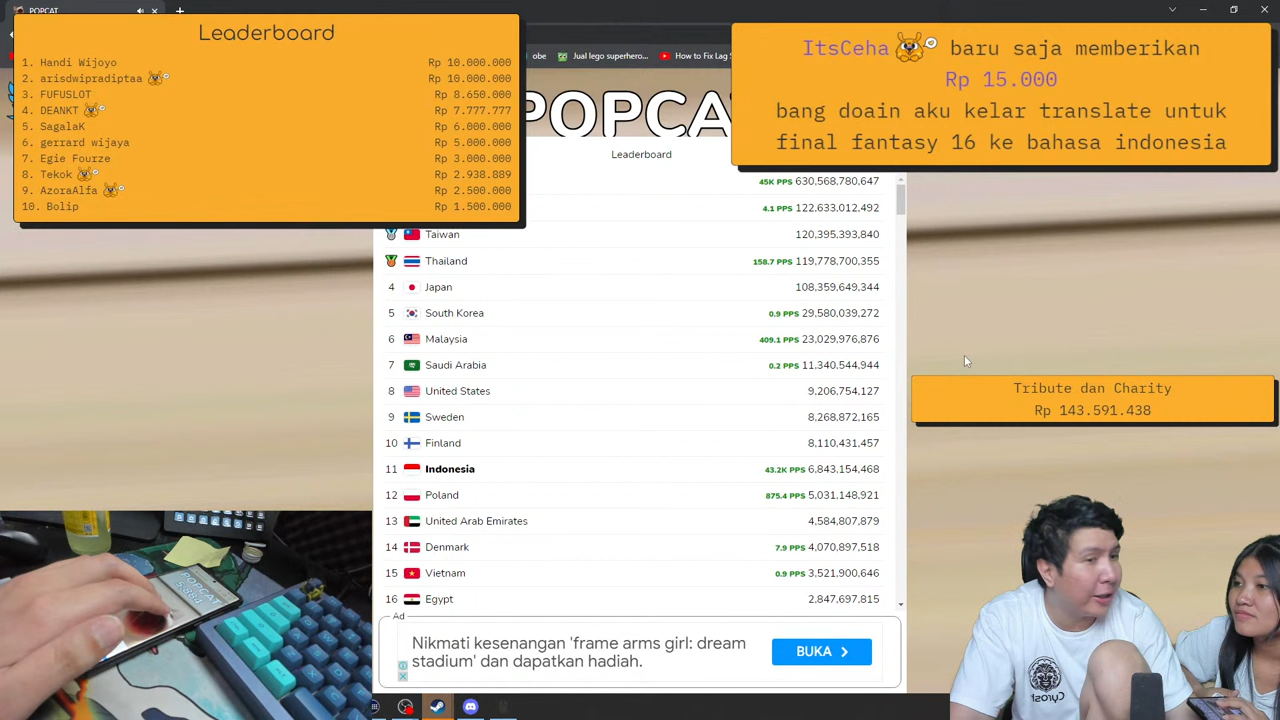 POPCAT
Leaderboard
1. Handi Wijoyo Rp 10.000.000
2. arisdwipradiptaa Rp 10.000.000
3. FUFUSLOT Rp 8.650.000
4. DEANKT Rp 7.777.777
5. SagalaK Rp 6.000.000
6. gerrard wijaya Rp 5.000.000
7. Egie Fourze Rp 3.000.000
8. Tekok Rp 2.938.889
9. AzoraAlfa Rp 2.500.000
10. Bolip Rp 1.500.000
obe Jual lego superhero... How to Fix Lag S
ItsCeha baru saja memberikan
Rp 15.000
bang doain aku kelar translate untuk
final fantasy 16 ke bahasa indonesia
POPCAT
Leaderboard
45K PPS 630,568,780,647
4.1 PPS 122,633,012,492
Taiwan 120,395,393,840
Thailand 158.7 PPS 119,778,700,355
4 Japan 108,359,649,344
5 South Korea 0.9 PPS 29,580,039,272
6 Malaysia 409.1 PPS 23,029,976,876
7 Saudi Arabia 0.2 PPS 11,340,544,944
8 United States 9,206,754,127
9 Sweden 8,268,872,165
10 Finland 8,110,431,457
11 Indonesia 43.2K PPS 6,843,154,468
12 Poland 875.4 PPS 5,031,148,921
13 United Arab Emirates 4,584,807,879
14 Denmark 7.9 PPS 4,070,897,518
15 Vietnam 0.9 PPS 3,521,900,646
16 Egypt 2,847,697,815
Tribute dan Charity
Rp 143.591.438
Ad
Nikmati kesenangan 'frame arms girl: dream
stadium' dan dapatkan hadiah.
BUKA
POPCAT